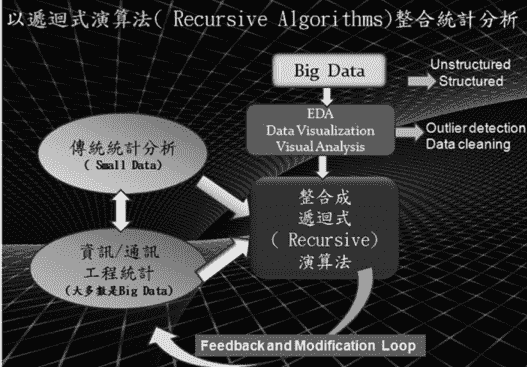 以遞迴式演算法( Recursive Algorithms)整合統計分析
Big Data
Unstructured
Structured
EDA
Data Visualization
Visual Analysis
Outlier detection
Data cleaning
傳統統計分析
( Small Data)
整合成
遞迴式
( Recursive)
演算法
資訊/通訊
工程統計
(大多數是Big Data)
Feedback and Modification Loop